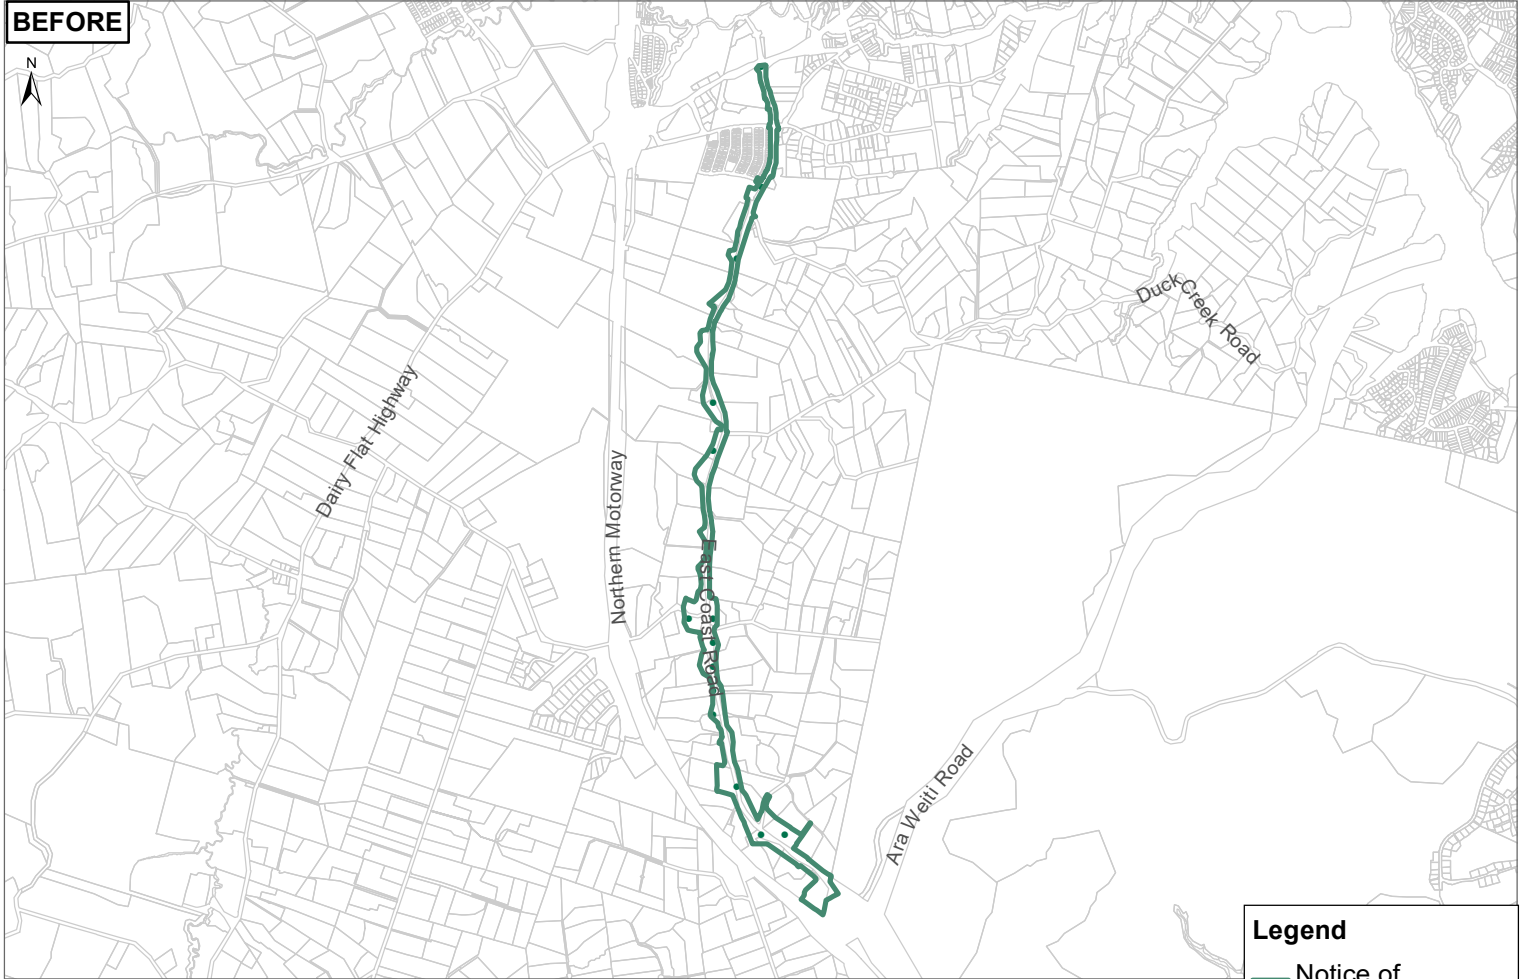 BEFORE
N
Duck Creek Road
Dairy Flat Highway
Northern Motorway
East Coast Road
Ara Weiti Road
Legend
Notice of